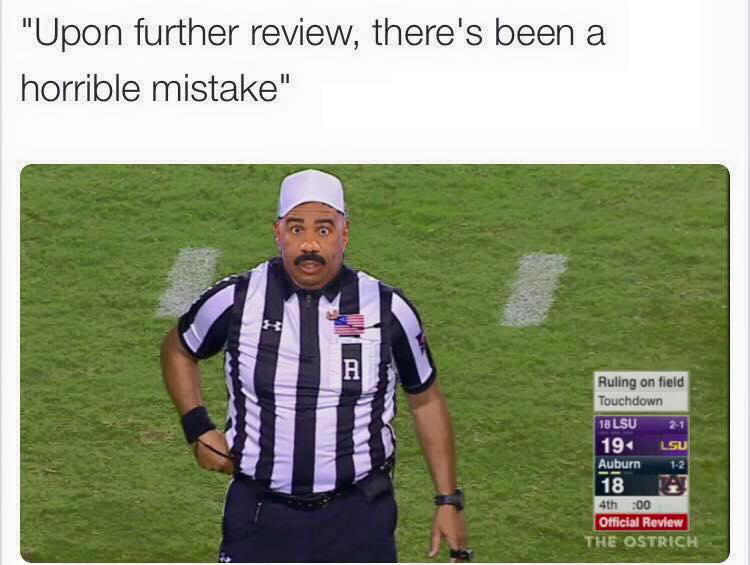 "Upon further review, there's been a
horrible mistake"
R
Ruling on field
Touchdown
18 LSU 2-1
19 LSU
Auburn 1-2
18 AU
4th :00
Official Review
THE OSTRICH